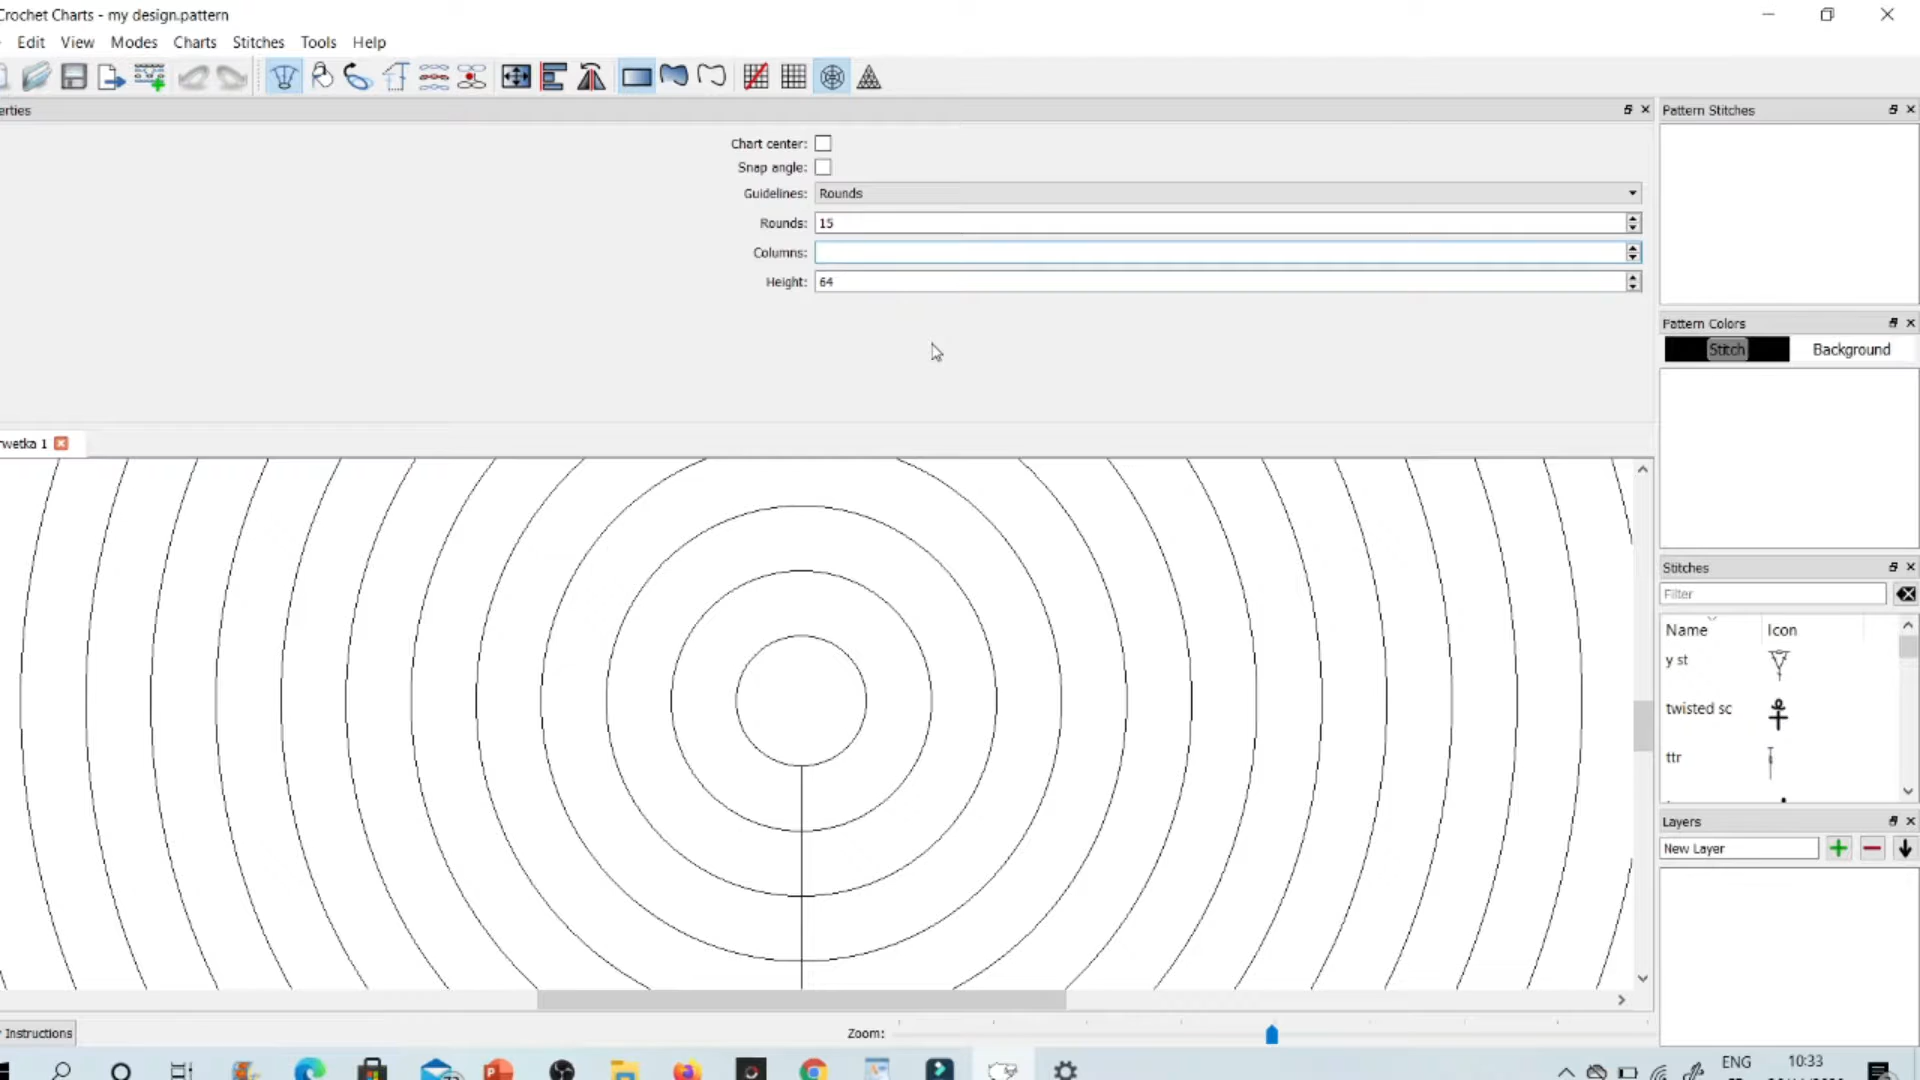 Crochet Charts - my design.pattern
Edit View Modes Charts Stitches Tools Help
erties
Pattern Stitches
Chart center:
Snap angle:
Guidelines: Rounds
Rounds: 15
Columns:
Height: 64
Pattern Colors
Stitch Background
rwetka 1
Stitches
Filter
Name Icon
y st
twisted sc
ttr
Layers
New Layer
Instructions
Zoom:
ENG
10:33